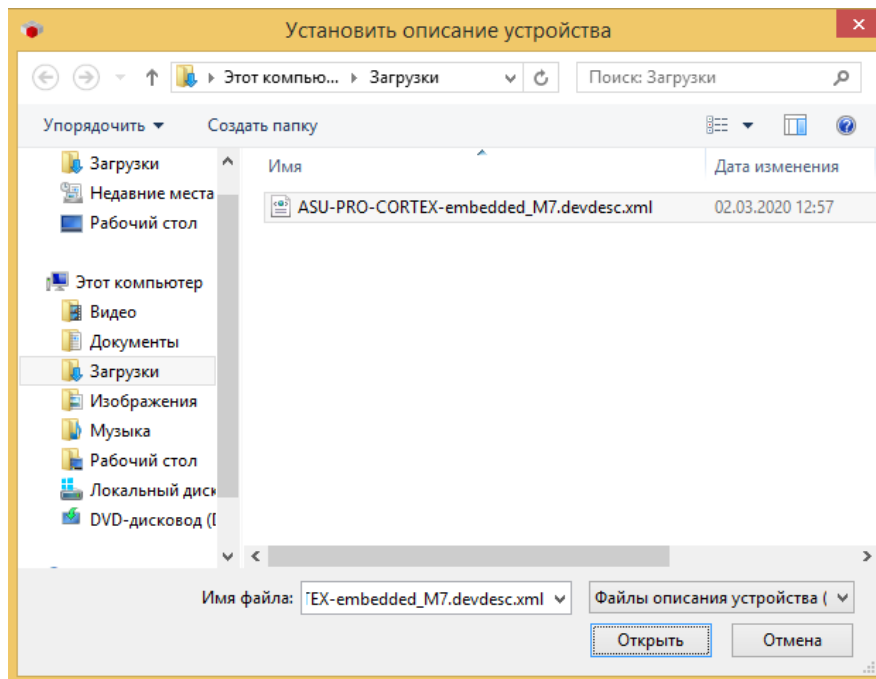 Установить описание устройства
Этот компью... Загрузки
Поиск: Загрузки
Упорядочить
Создать папку
Загрузки
Недавние места
Рабочий стол
Этот компьютер
Видео
Документы
Загрузки
Изображения
Музыка
Рабочий стол
Локальный диск
DVD-дисковод (
Имя
Дата изменения
ASU-PRO-CORTEX-embedded_M7.devdesc.xml
02.03.2020 12:57
Имя файла:
TEX-embedded_M7.devdesc.xml
Файлы описания устройства (
Открыть
Отмена